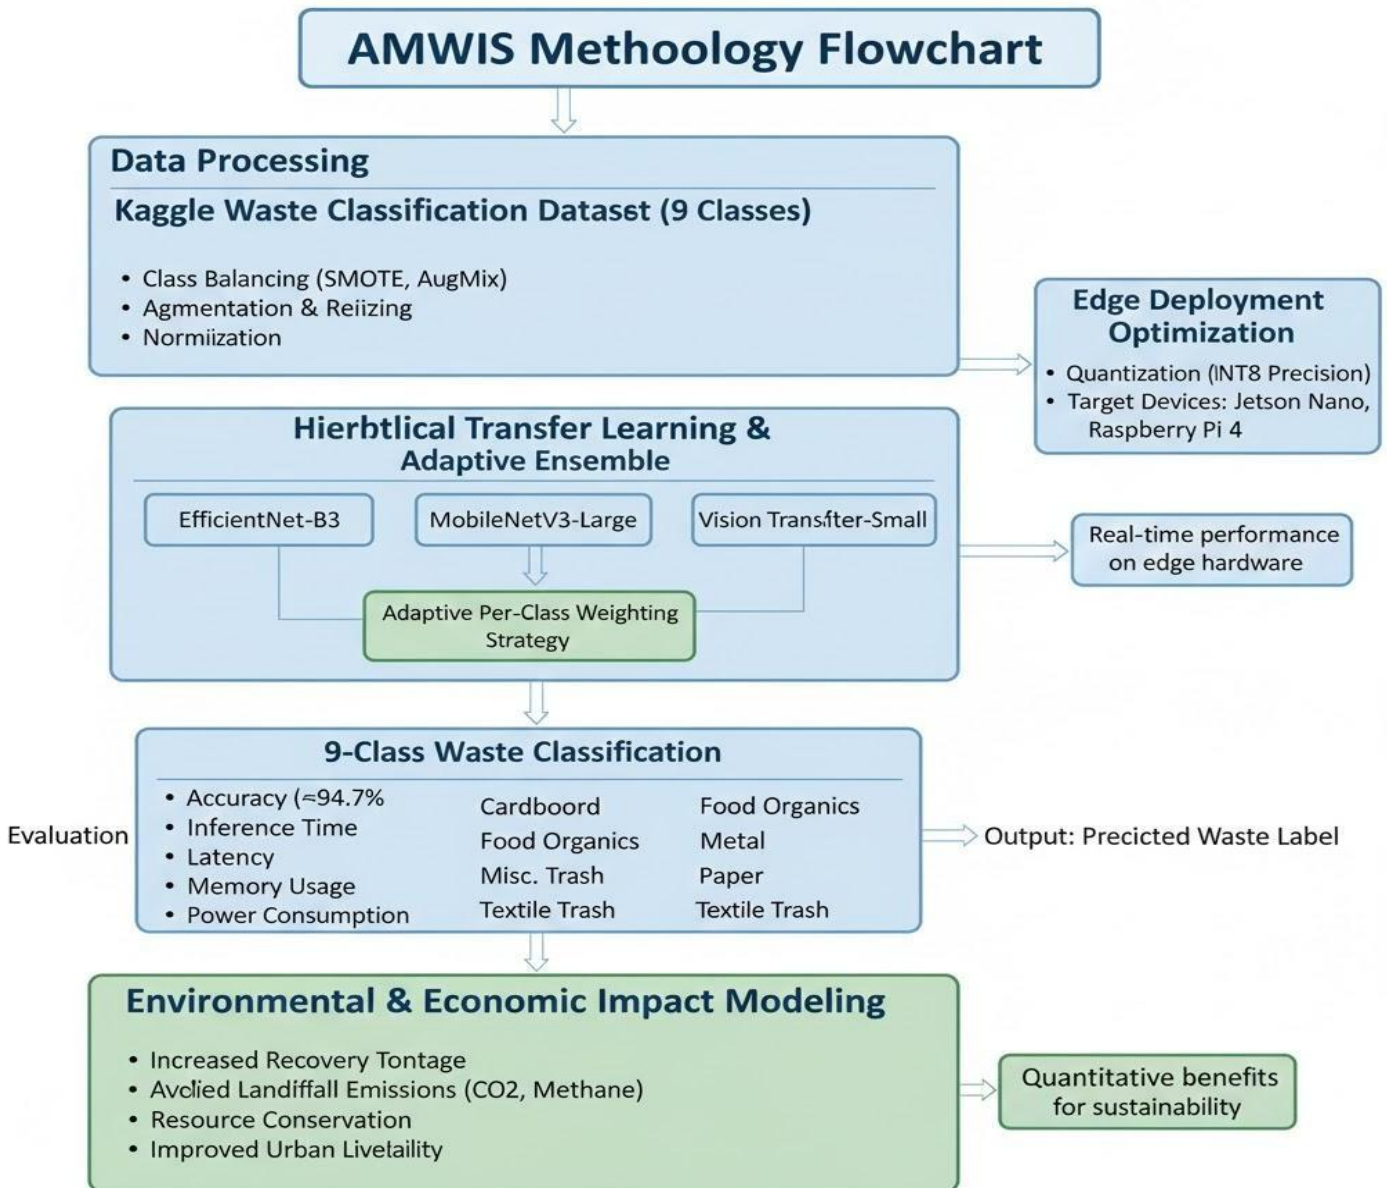 AMWIS Methoology Flowchart
Data Processing
Kaggle Waste Classification Dataset (9 Classes)
• Class Balancing (SMOTE, AugMix)
• Agmentation & Reiizing
• Normiization
Edge Deployment
Optimization
• Quantization (INT8 Precision)
• Target Devices: Jetson Nano,
Raspberry Pi 4
Hierbtlical Transfer Learning &
Adaptive Ensemble
EfficientNet-B3
MobileNetV3-Large
Vision Transfter-Small
Adaptive Per-Class Weighting
Strategy
Real-time performance
on edge hardware
9-Class Waste Classification
Evaluation
• Accuracy (≈94.7%
• Inference Time
• Latency
• Memory Usage
• Power Consumption
Cardboord
Food Organics
Misc. Trash
Textile Trash
Food Organics
Metal
Paper
Textile Trash
Output: Precicted Waste Label
Environmental & Economic Impact Modeling
• Increased Recovery Tontage
• Avclied Landiffall Emissions (CO2, Methane)
• Resource Conservation
• Improved Urban Livetaility
Quantitative benefits
for sustainability